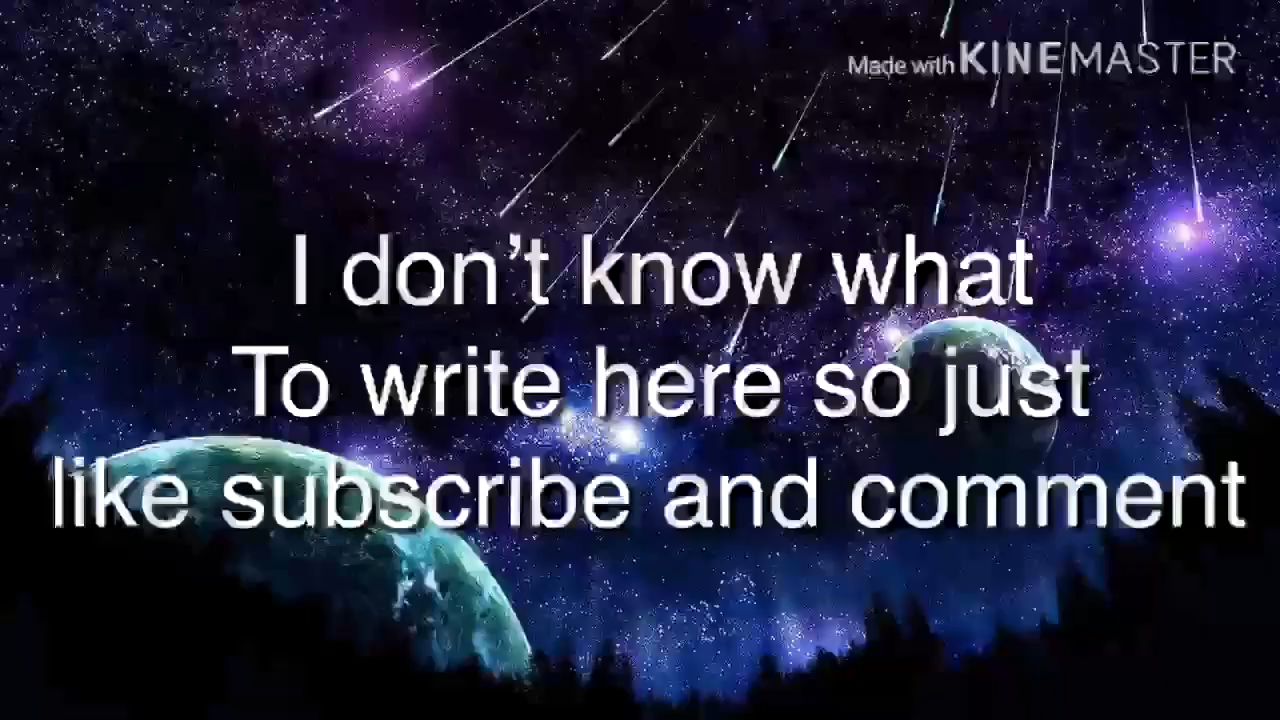 Made with KINEMASTER
I don't know what
To write here so just
like subscribe and comment